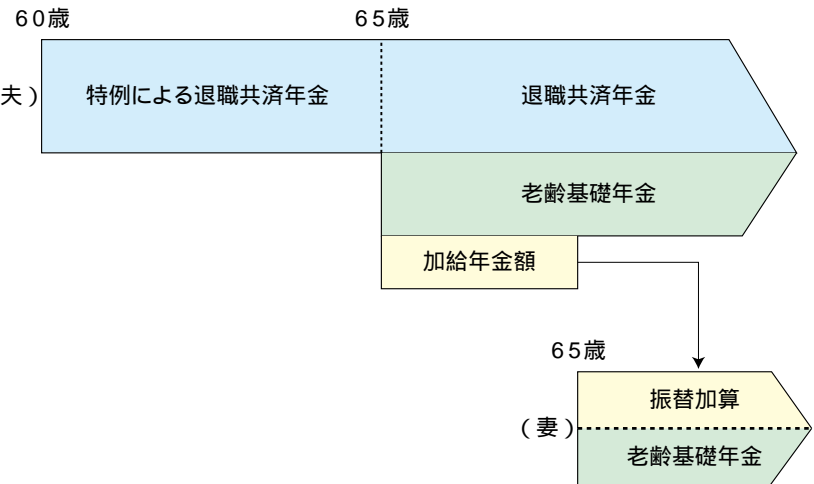 60歳
65歳
夫)
特例による退職共済年金
退職共済年金
老齢基礎年金
加給年金額
65歳
振替加算
(妻)
老齢基礎年金